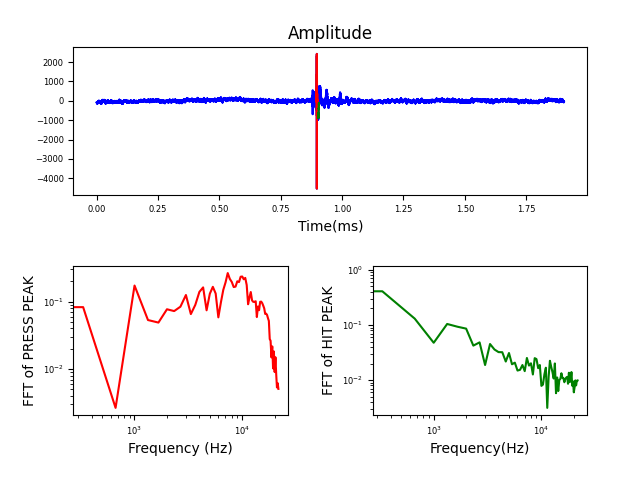 Amplitude
2000
1000
0
−1000
−2000
−3000
−4000
0.00 0.25 0.50 0.75 1.00 1.25 1.50 1.75
Time(ms)
FFT of PRESS PEAK
10⁻¹
10⁻²
10³ 10⁴
Frequency (Hz)
FFT of HIT PEAK
10⁰
10⁻¹
10⁻²
10³ 10⁴
Frequency(Hz)